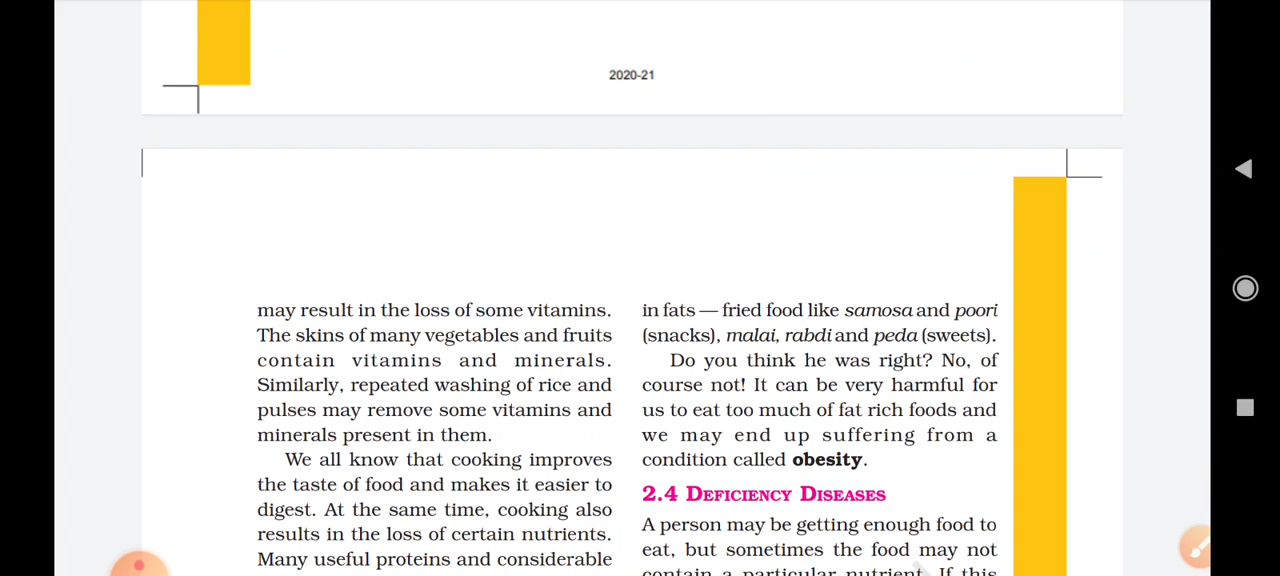 2020-21
may result in the loss of some vitamins.
The skins of many vegetables and fruits
contain vitamins and minerals.
Similarly, repeated washing of rice and
pulses may remove some vitamins and
minerals present in them.
We all know that cooking improves
the taste of food and makes it easier to
digest. At the same time, cooking also
results in the loss of certain nutrients.
Many useful proteins and considerable
in fats — fried food like samosa and poori
(snacks), malai, rabdi and peda (sweets).
Do you think he was right? No, of
course not! It can be very harmful for
us to eat too much of fat rich foods and
we may end up suffering from a
condition called obesity.
2.4 DEFICIENCY DISEASES
A person may be getting enough food to
eat, but sometimes the food may not
contain a particular nutrient. If this